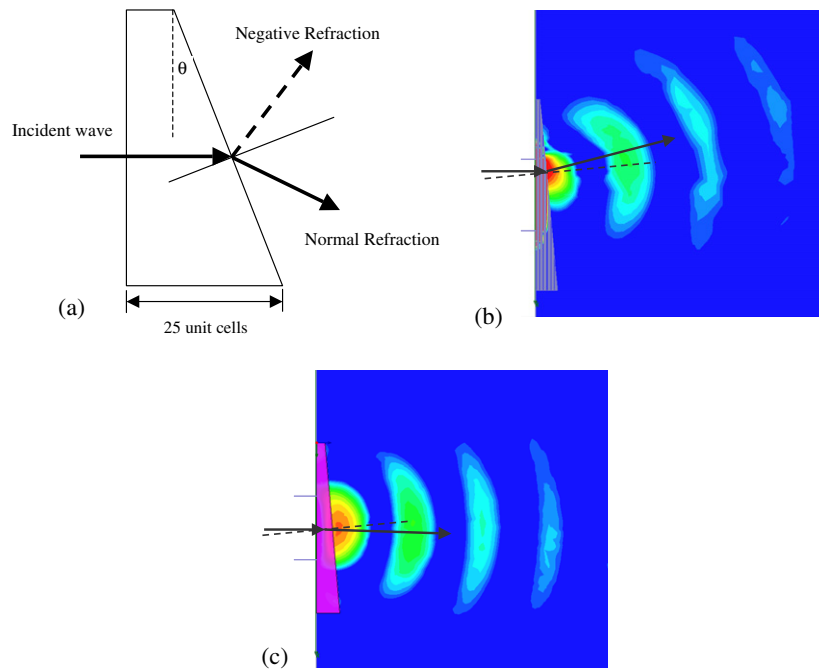 Negative Refraction
θ
Incident wave
Normal Refraction
(a)
25 unit cells
(b)
(c)